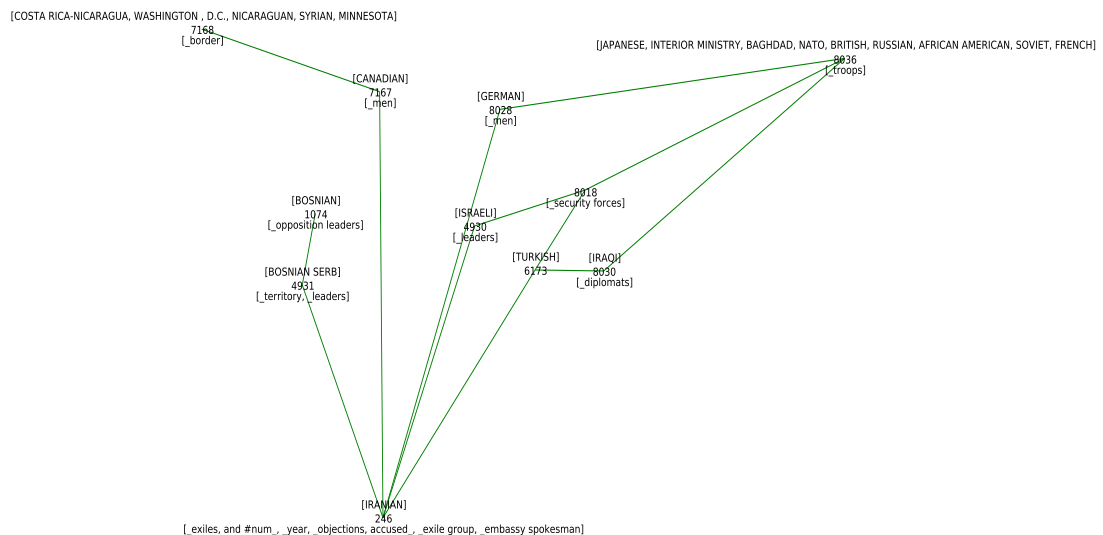 [COSTA RICA-NICARAGUA, WASHINGTON , D.C., NICARAGUAN, SYRIAN, MINNESOTA]
7168
[_border]
[JAPANESE, INTERIOR MINISTRY, BAGHDAD, NATO, BRITISH, RUSSIAN, AFRICAN AMERICAN, SOVIET, FRENCH]
8036
[_troops]
[CANADIAN]
7167
[_men]
[GERMAN]
8028
[_men]
8018
[_security forces]
[BOSNIAN]
1074
[_opposition leaders]
[ISRAELI]
4930
[_leaders]
[TURKISH]
6173
[IRAQI]
8030
[_diplomats]
[BOSNIAN SERB]
4931
[_territory, _leaders]
[IRANIAN]
246
[_exiles, and #num_, _year, _objections, accused_, _exile group, _embassy spokesman]